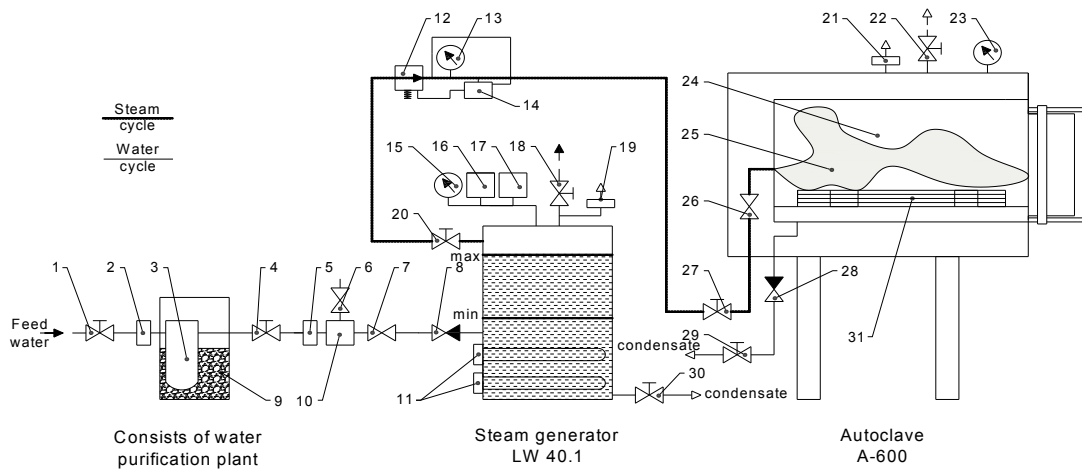 12
13
21
22
23
14
24
25
Steam
cycle
Water
cycle
15
16
17
18
19
20
26
max
1
2
3
4
5
6
7
8
27
28
min
Feed
water
29
31
condensate
9
10
11
30
condensate
Consists of water
purification plant
Steam generator
LW 40.1
Autoclave
A-600